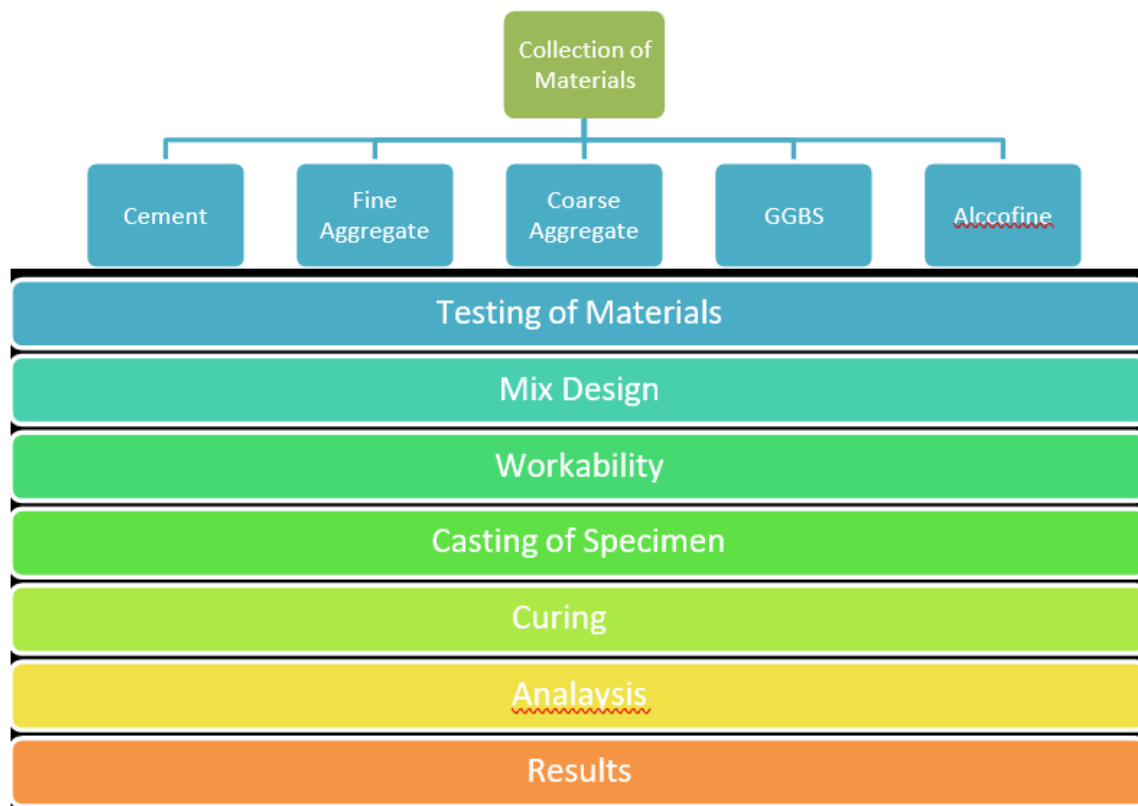 Collection of
Materials
Cement
Fine
Aggregate
Coarse
Aggregate
GGBS
Alccofine
Testing of Materials
Mix Design
Workability
Casting of Specimen
Curing
Analaysis
Results